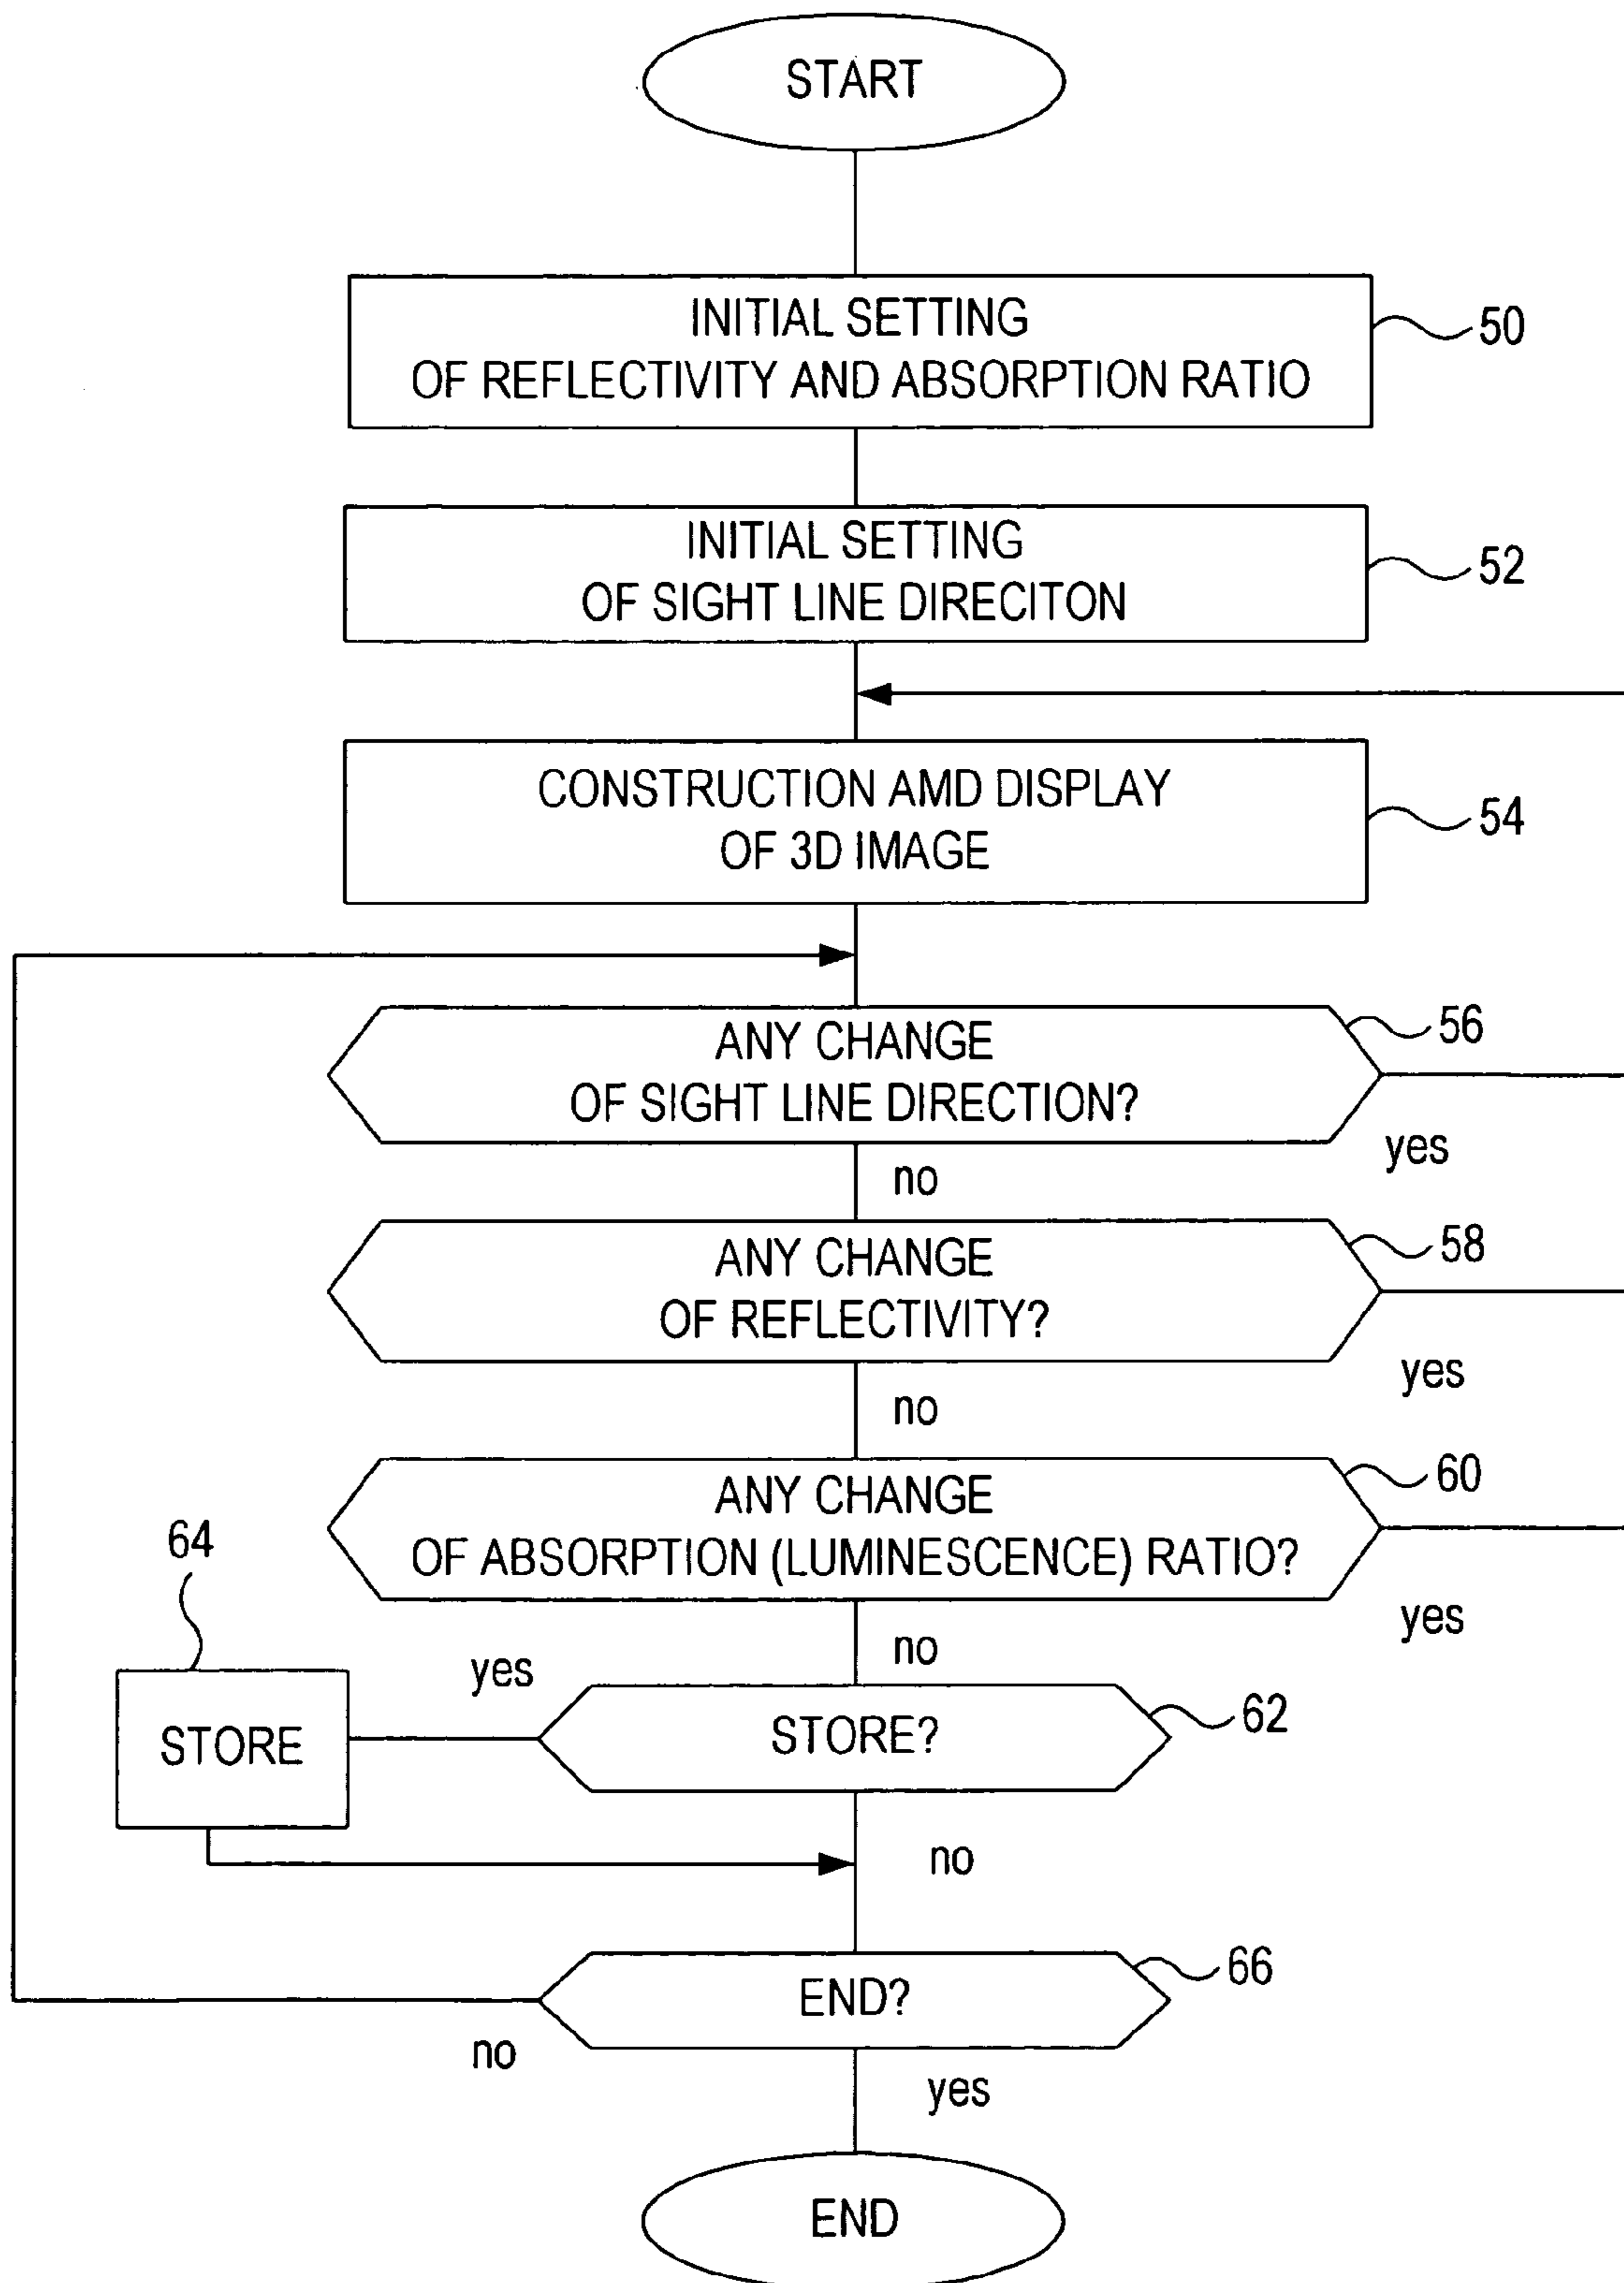 START
INITIAL SETTING
OF REFLECTIVITY AND ABSORPTION RATIO
50
INITIAL SETTING
OF SIGHT LINE DIRECITON
52
CONSTRUCTION AMD DISPLAY
OF 3D IMAGE
54
ANY CHANGE
OF SIGHT LINE DIRECTION?
56
yes
no
ANY CHANGE
OF REFLECTIVITY?
58
yes
no
ANY CHANGE
OF ABSORPTION (LUMINESCENCE) RATIO?
60
yes
no
64
yes
STORE
STORE?
62
no
END?
66
no
yes
END